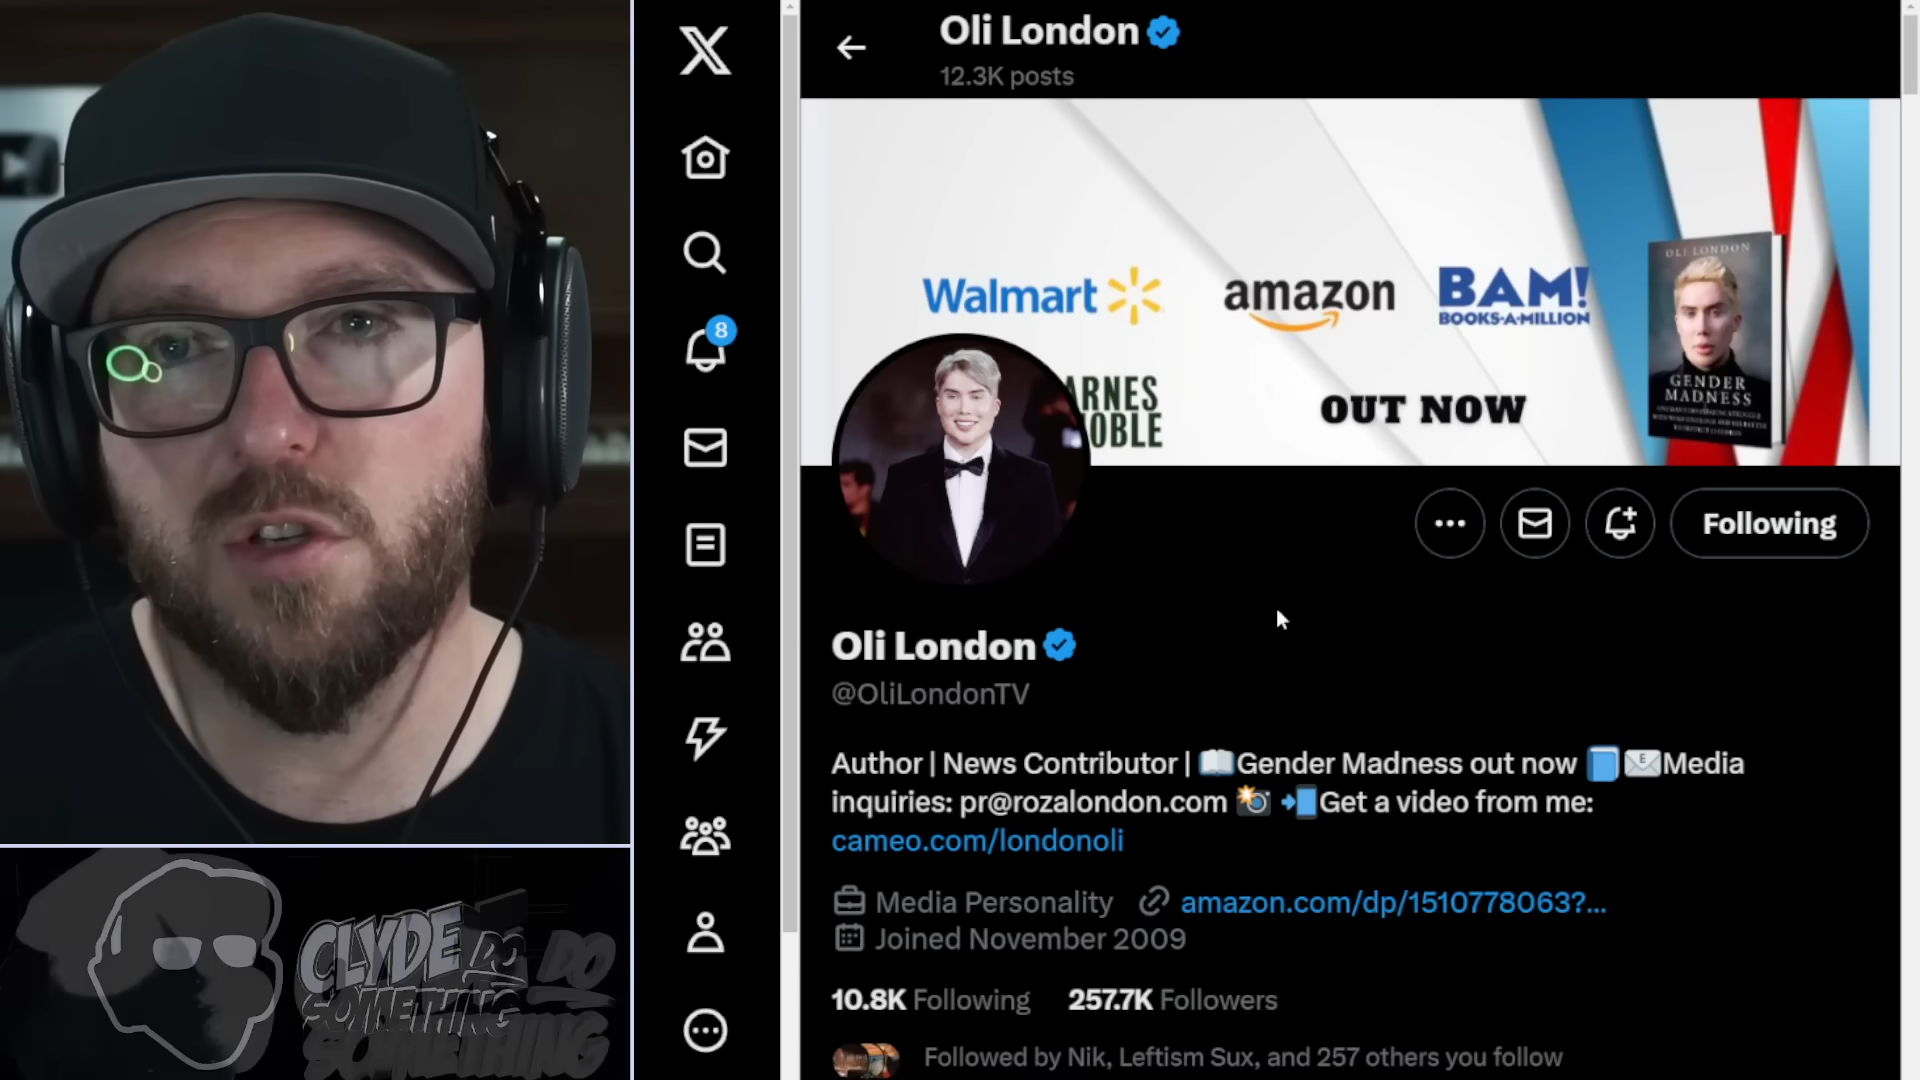 Oli London
12.3K posts
Walmart
amazon
BAM!
BOOKS·A·MILLION
ARNES
OBLE
OUT NOW
OLI LONDON
GENDER
MADNESS
8
Following
Oli London
@OliLondonTV
Author | News Contributor | 📖Gender Madness out now 📘📧Media
inquiries: pr@rozalondon.com 📸 📲Get a video from me:
cameo.com/londonoli
Media Personality amazon.com/dp/1510778063?...
Joined November 2009
10.8K Following 257.7K Followers
Followed by Nik, Leftism Sux, and 257 others you follow
CLYDE DO
SOMETHING
DO
SOMETHING